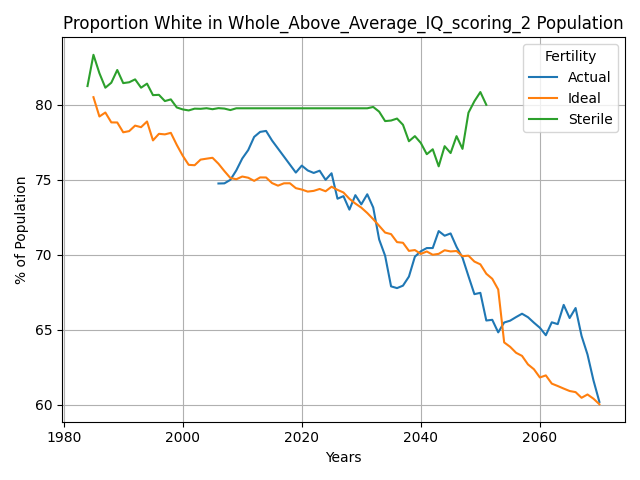 Proportion White in Whole_Above_Average_IQ_scoring_2 Population
Fertility
Actual
Ideal
Sterile
% of Population
80
75
70
65
60
1980
2000
2020
2040
2060
Years